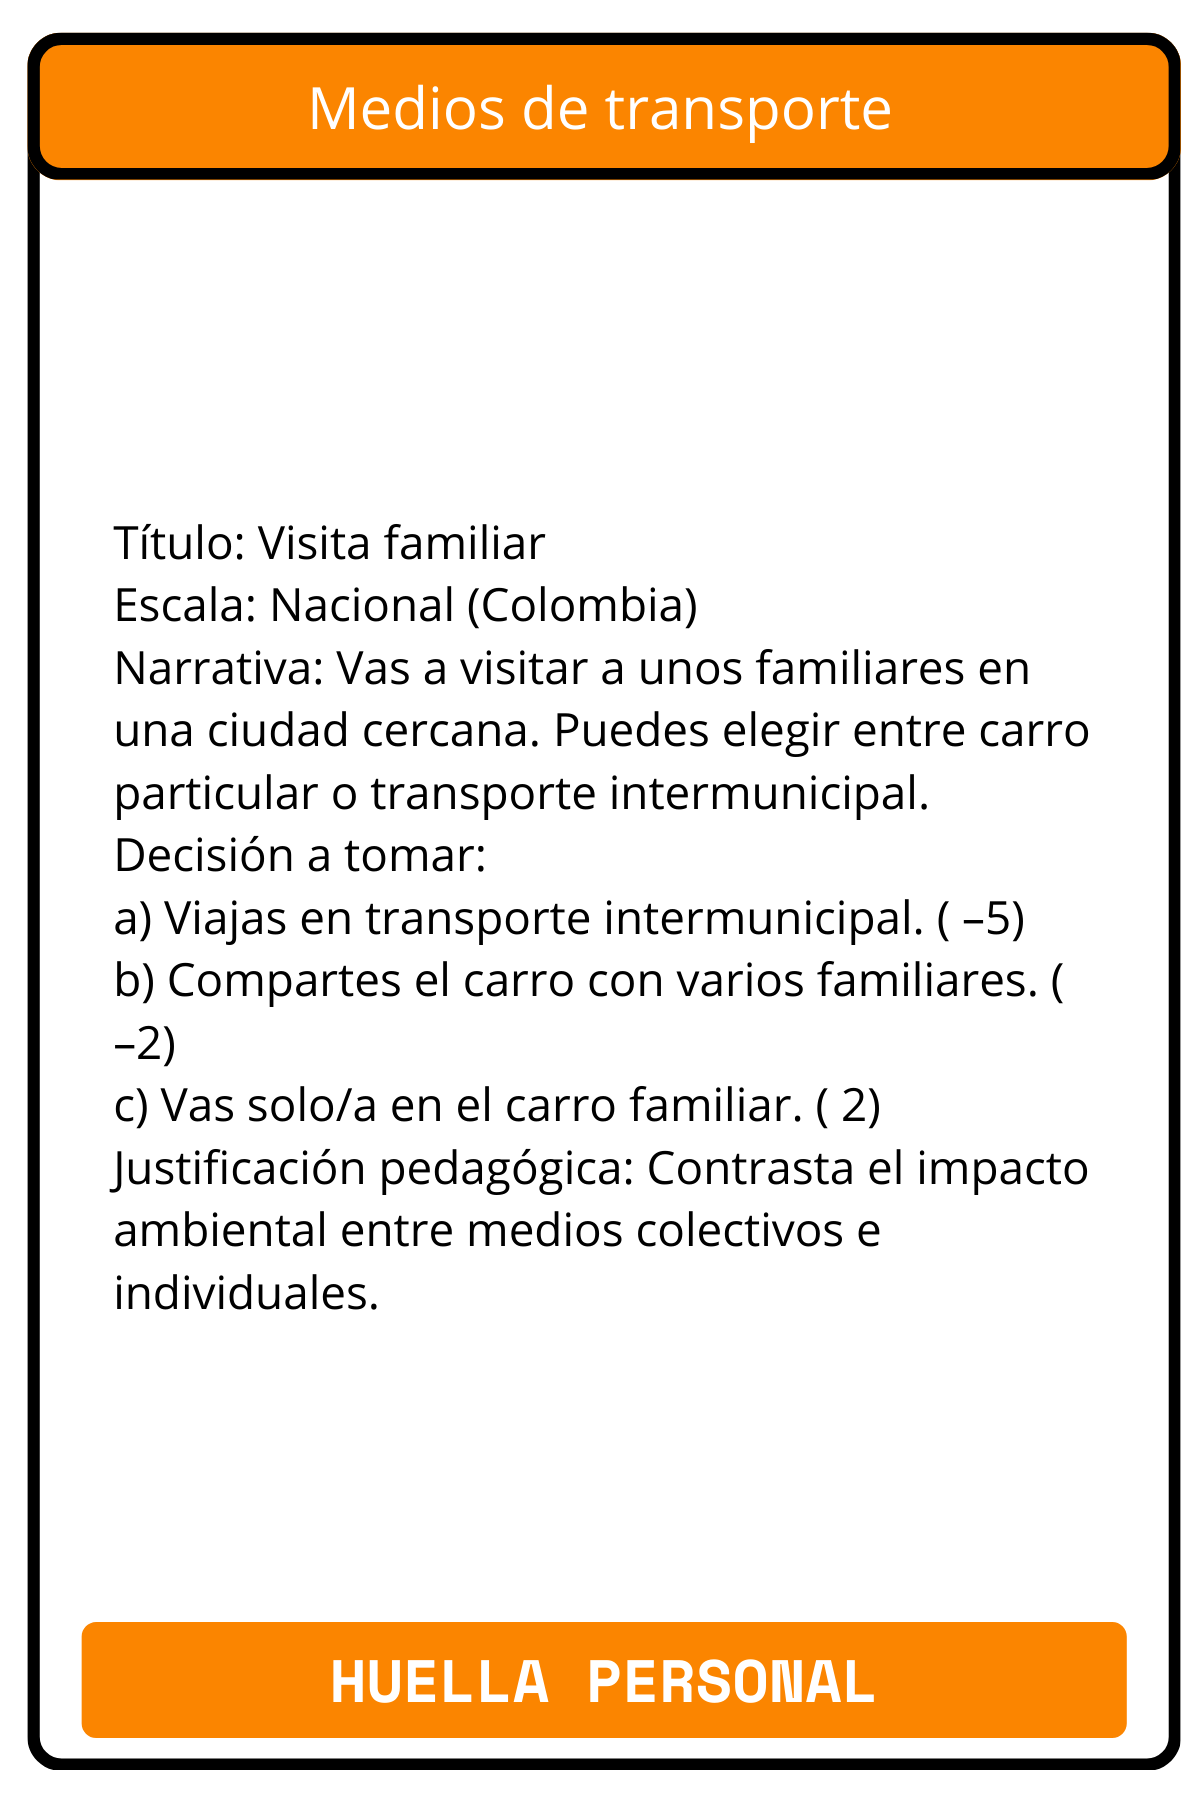 Medios de transporte
Título: Visita familiar
Escala: Nacional (Colombia)
Narrativa: Vas a visitar a unos familiares en
una ciudad cercana. Puedes elegir entre carro
particular o transporte intermunicipal.
Decisión a tomar:
a) Viajas en transporte intermunicipal. ( –5)
b) Compartes el carro con varios familiares. (
–2)
c) Vas solo/a en el carro familiar. ( 2)
Justificación pedagógica: Contrasta el impacto
ambiental entre medios colectivos e
individuales.
HUELLA PERSONAL